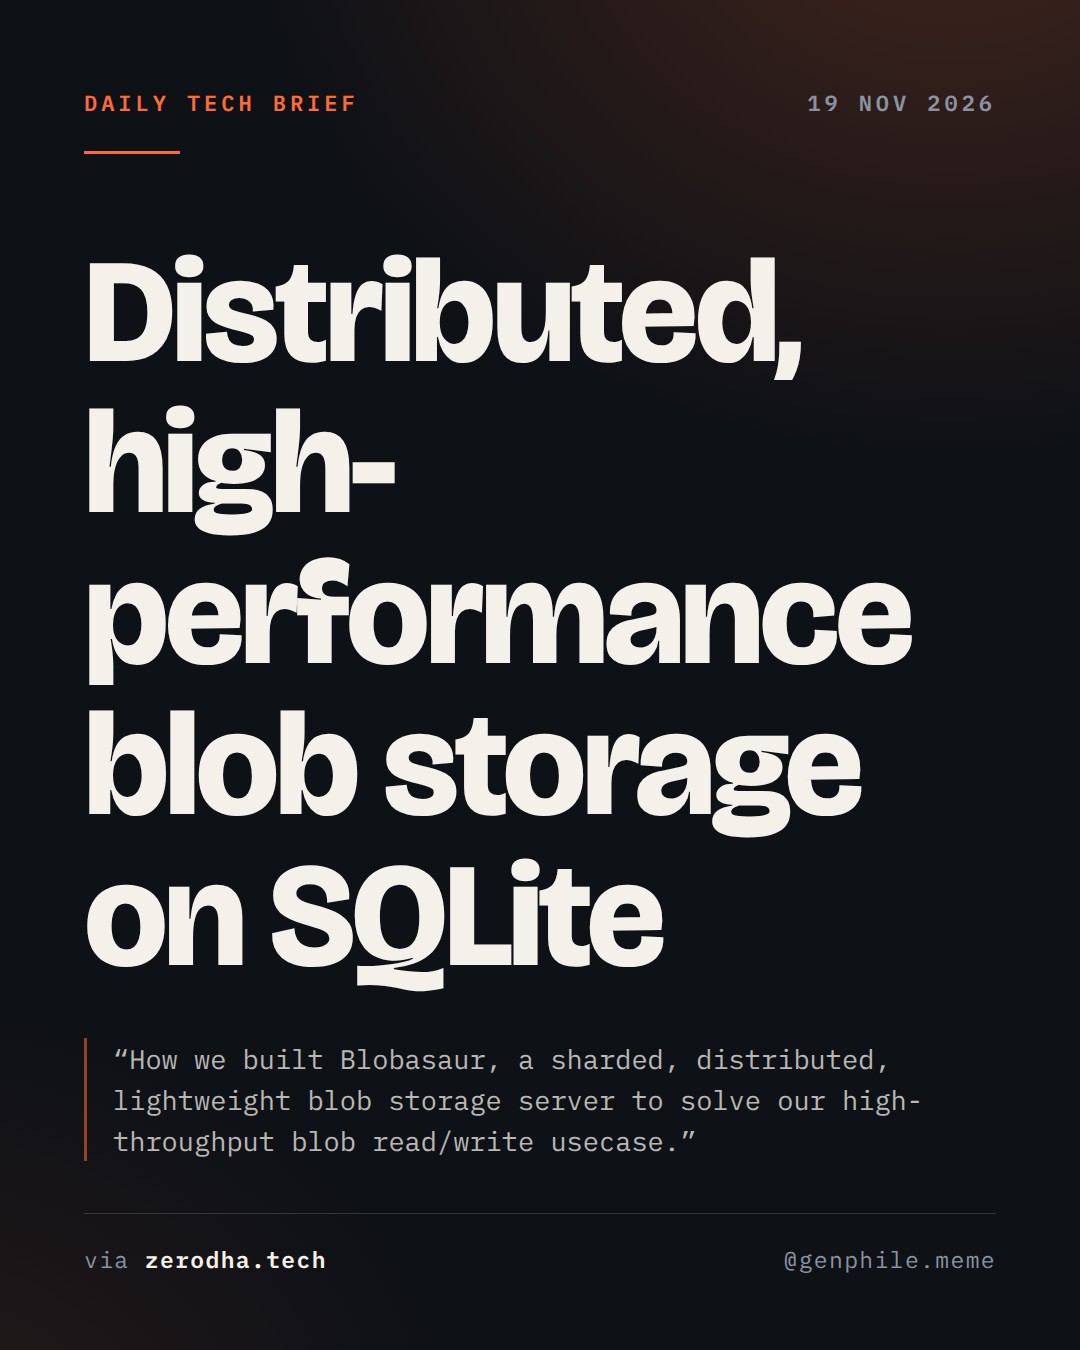 DAILY TECH BRIEF
19 NOV 2026
Distributed,
high-
performance
blob storage
on SQLite
“How we built Blobasaur, a sharded, distributed,
lightweight blob storage server to solve our high-
throughput blob read/write usecase.”
via zerodha.tech
@genphile.meme